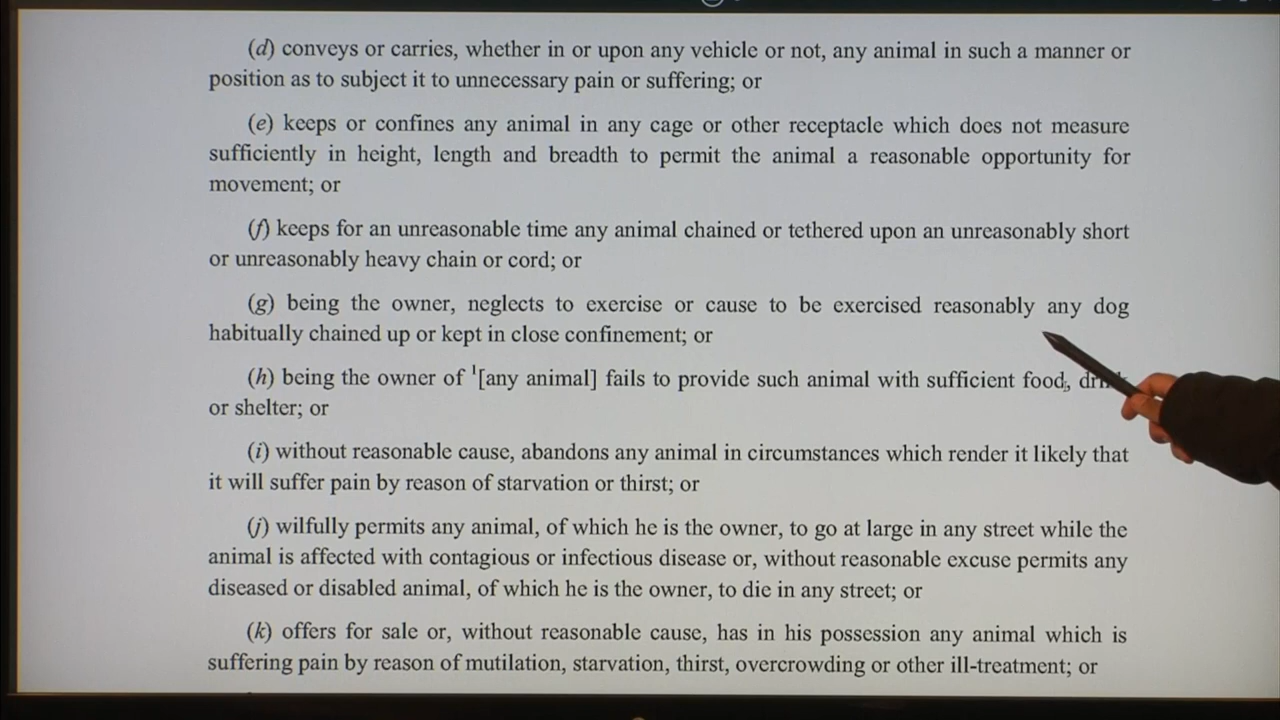 (d) conveys or carries, whether in or upon any vehicle or not, any animal in such a manner or
position as to subject it to unnecessary pain or suffering; or
(e) keeps or confines any animal in any cage or other receptacle which does not measure
sufficiently in height, length and breadth to permit the animal a reasonable opportunity for
movement; or
(f) keeps for an unreasonable time any animal chained or tethered upon an unreasonably short
or unreasonably heavy chain or cord; or
(g) being the owner, neglects to exercise or cause to be exercised reasonably any dog
habitually chained up or kept in close confinement; or
(h) being the owner of ¹[any animal] fails to provide such animal with sufficient food,
or shelter; or
(i) without reasonable cause, abandons any animal in circumstances which render it likely that
it will suffer pain by reason of starvation or thirst; or
(j) wilfully permits any animal, of which he is the owner, to go at large in any street while the
animal is affected with contagious or infectious disease or, without reasonable excuse permits any
diseased or disabled animal, of which he is the owner, to die in any street; or
(k) offers for sale or, without reasonable cause, has in his possession any animal which is
suffering pain by reason of mutilation, starvation, thirst, overcrowding or other ill-treatment; or